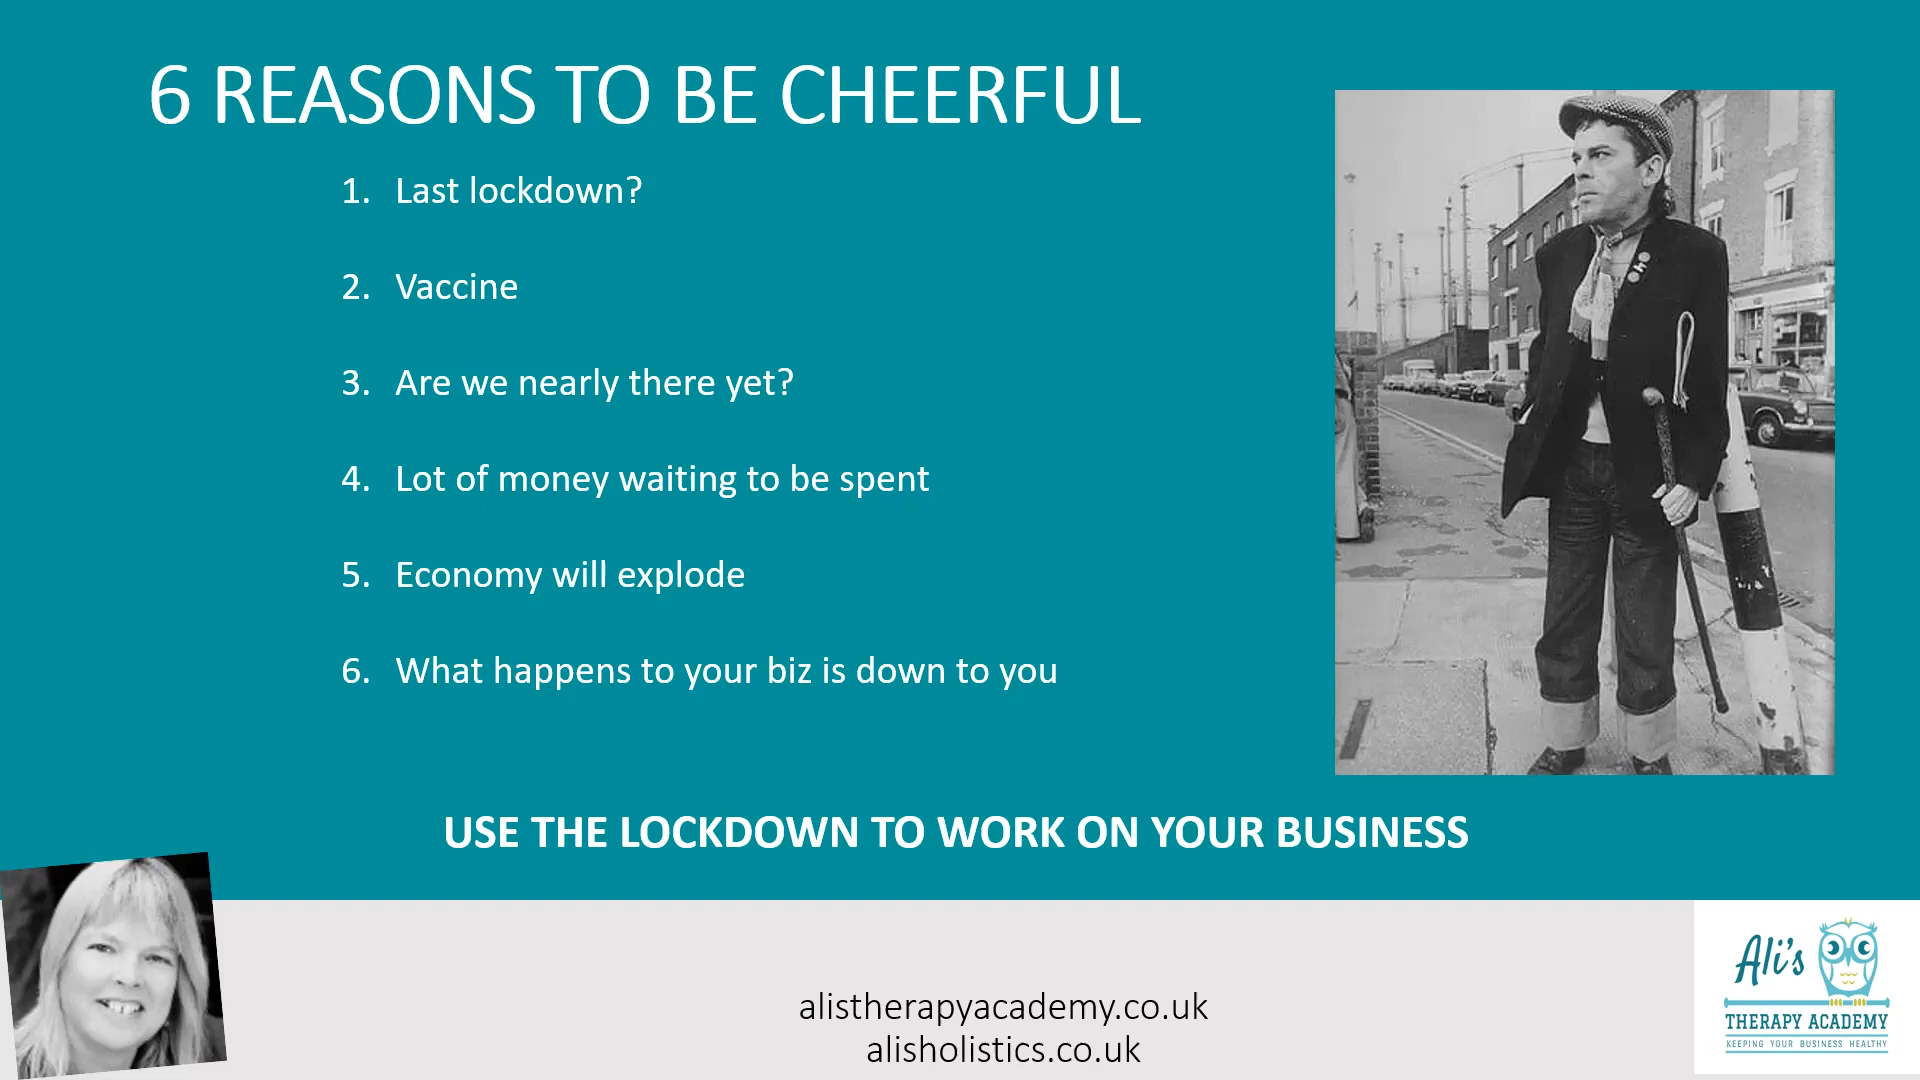 6 REASONS TO BE CHEERFUL
1. Last lockdown?
2. Vaccine
3. Are we nearly there yet?
4. Lot of money waiting to be spent
5. Economy will explode
6. What happens to your biz is down to you
USE THE LOCKDOWN TO WORK ON YOUR BUSINESS
alistherapyacademy.co.uk
alisholistics.co.uk
Ali's
THERAPY ACADEMY
KEEPING YOUR BUSINESS HEALTHY